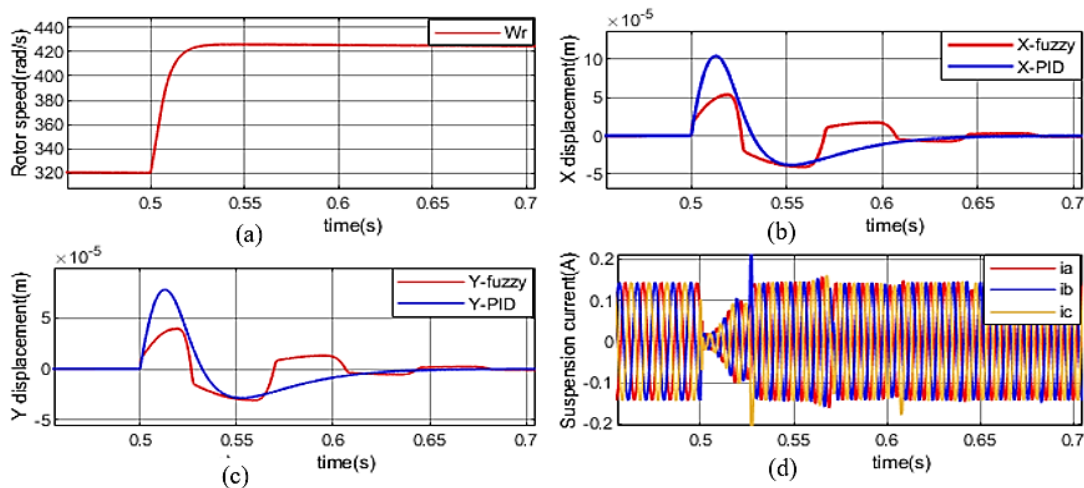 440
420
400
380
360
340
320
Rotor speed(rad/s)
Wr
0.5
0.55
0.6
0.65
0.7
time(s)
(a)
×10-5
10
5
0
-5
X displacement(m)
X-fuzzy
X-PID
0.5
0.55
0.6
0.65
0.7
time(s)
(b)
×10-5
5
0
-5
Y displacement(m)
Y-fuzzy
Y-PID
0.5
0.55
0.6
0.65
0.7
time(s)
(c)
0.2
0.1
0
-0.1
-0.2
Suspension current(A)
ia
ib
ic
0.5
0.55
0.6
0.65
0.7
time(s)
(d)